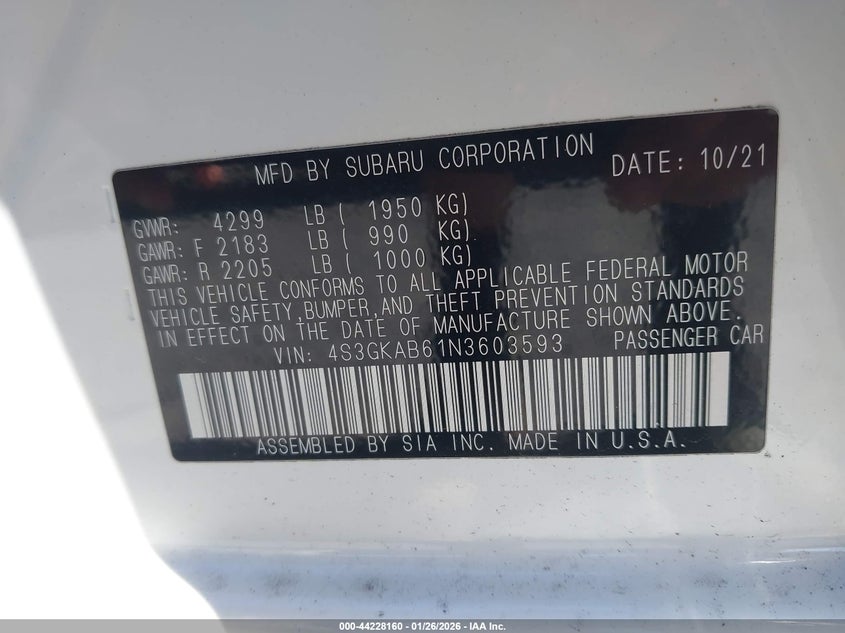 MFD BY SUBARU CORPORATION DATE: 10/21
GVWR: 4299 LB ( 1950 KG)
GAWR: F 2183 LB ( 990 KG)
GAWR: R 2205 LB ( 1000 KG)
THIS VEHICLE CONFORMS TO ALL APPLICABLE FEDERAL MOTOR
VEHICLE SAFETY,BUMPER,AND THEFT PREVENTION STANDARDS
IN EFFECT ON THE DATE OF MANUFACTURE SHOWN ABOVE.
VIN: 4S3GKAB61N3603593 PASSENGER CAR
ASSEMBLED BY SIA INC. MADE IN U.S.A.
000-44228160 - 01/26/2026 - IAA Inc.